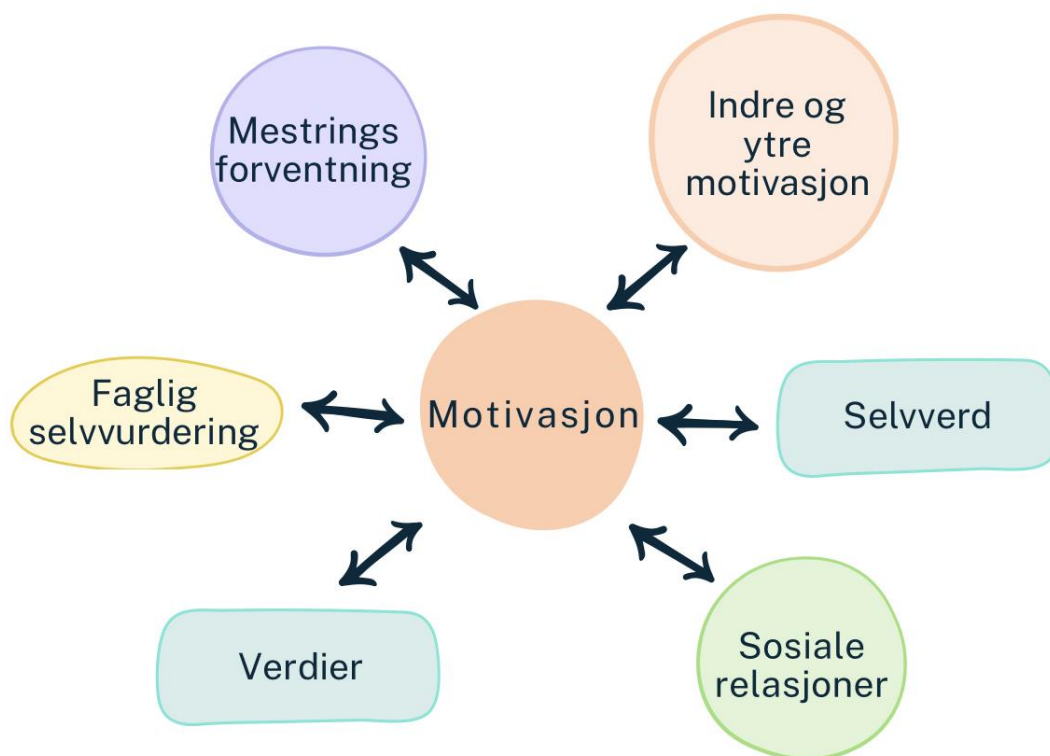 Mestrings
forventning
Indre og
ytre
motivasjon
Faglig
selvvurdering
Motivasjon
Selvverd
Verdier
Sosiale
relasjoner